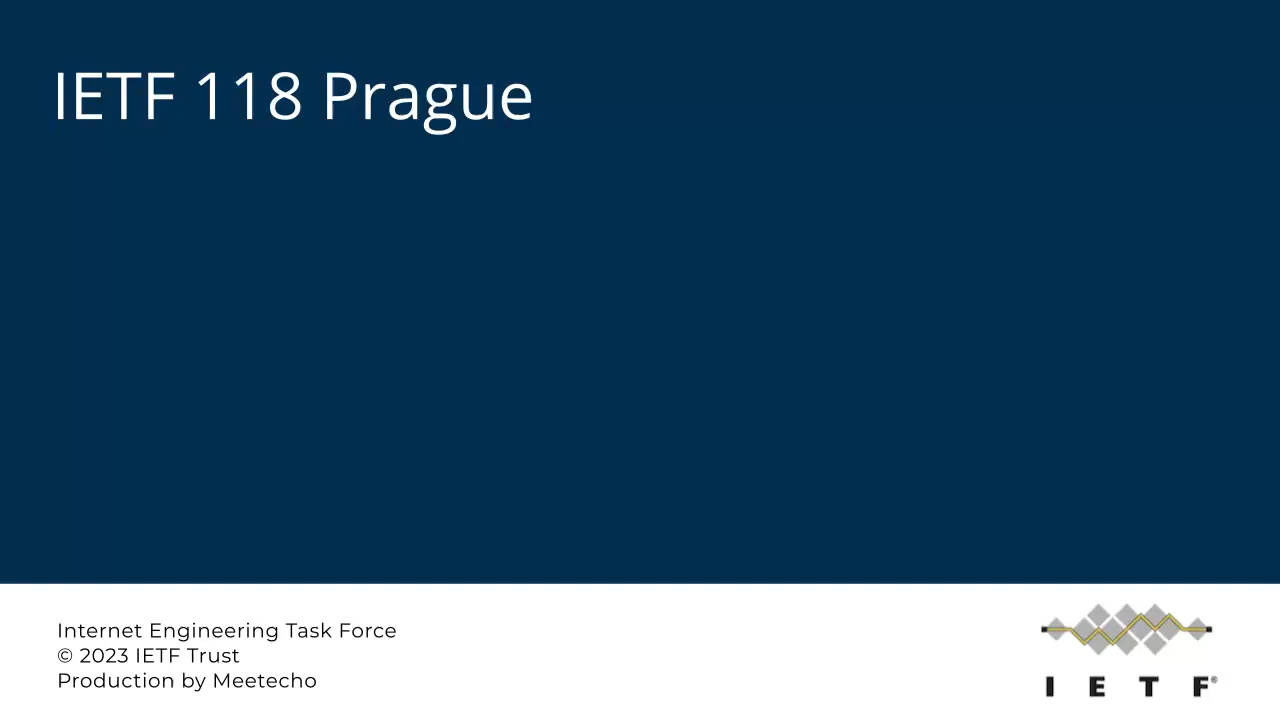 IETF 118 Prague
Internet Engineering Task Force
© 2023 IETF Trust
Production by Meetecho
I E T F®